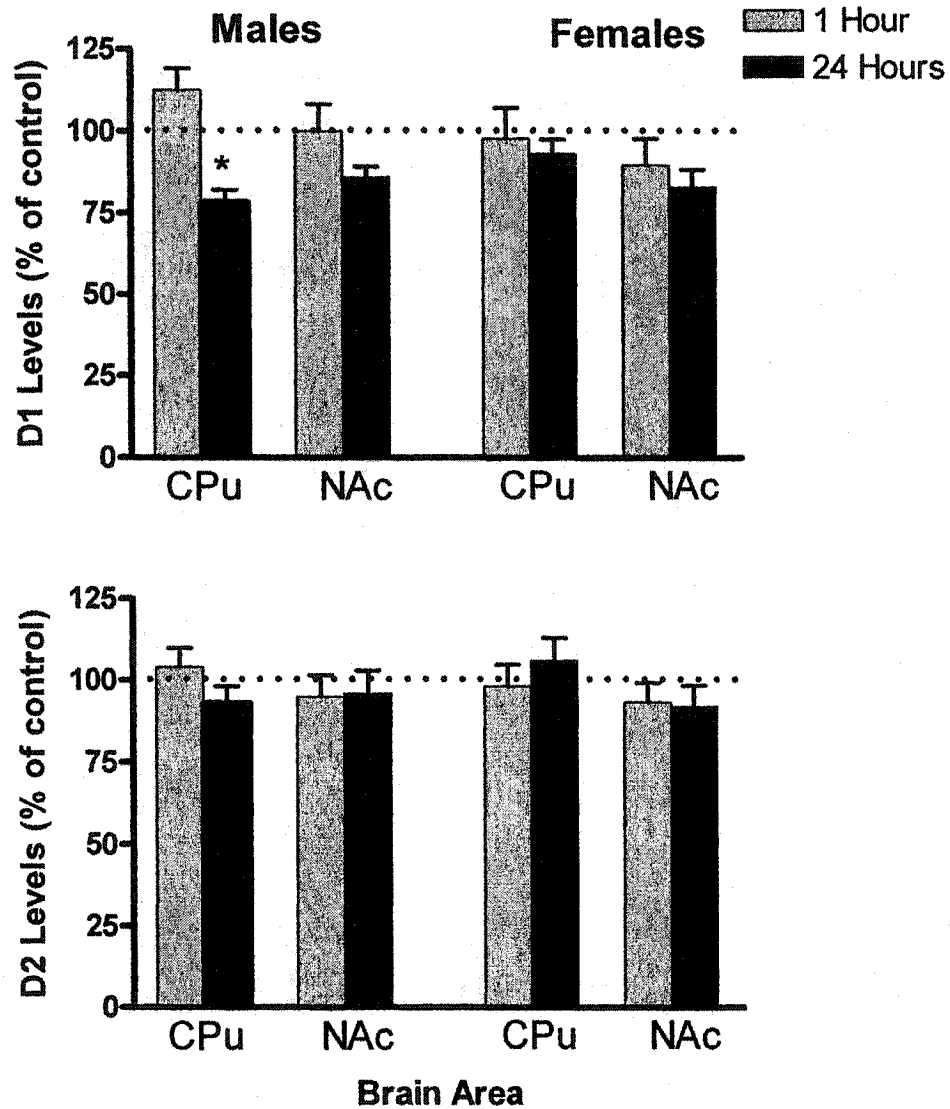 Males
Females
1 Hour
24 Hours
D1 Levels (% of control)
125
100
75
50
25
0
*
CPu
NAc
CPu
NAc
D2 Levels (% of control)
125
100
75
50
25
0
CPu
NAc
CPu
NAc
Brain Area